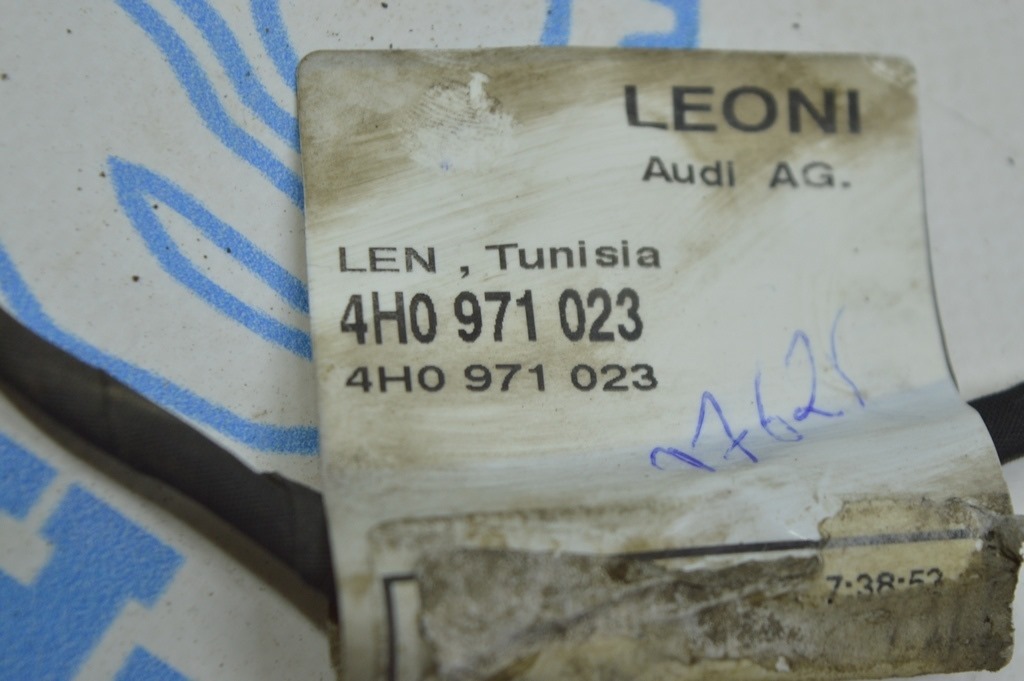 LEONI
Audi AG.
LEN , Tunisia
4H0 971 023
4H0 971 023
7:38:52